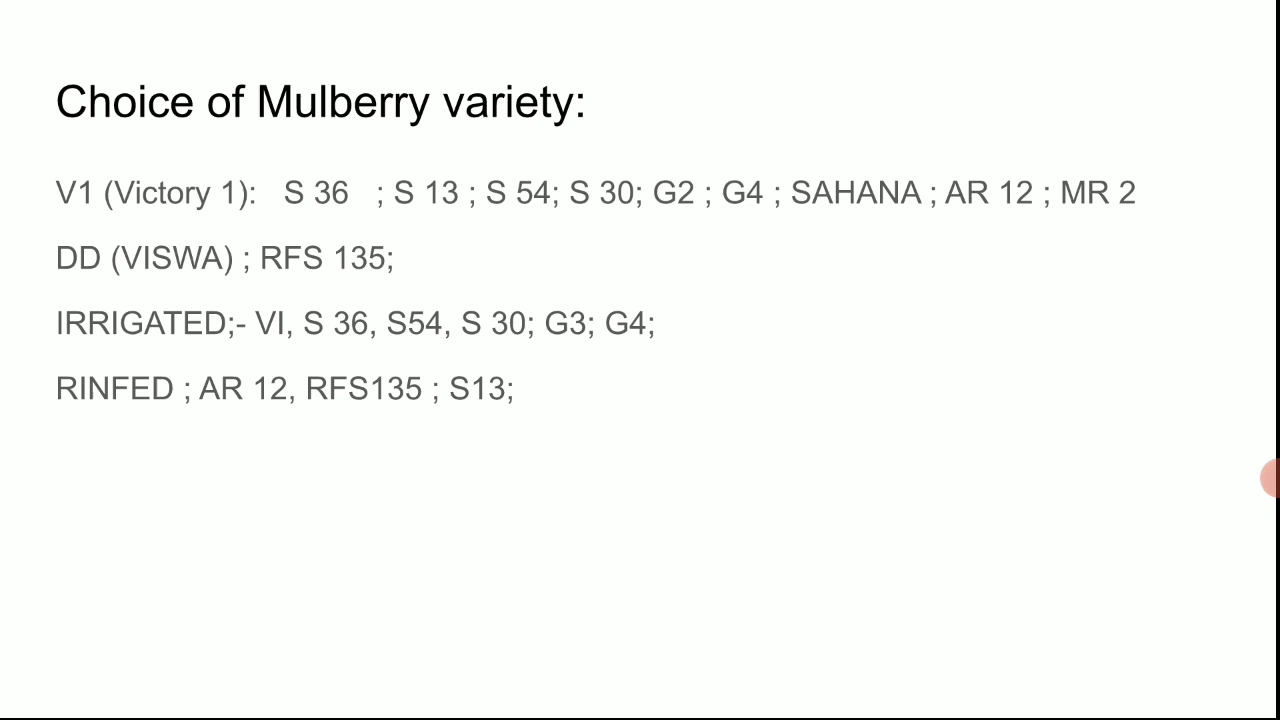 Choice of Mulberry variety:
V1 (Victory 1): S 36 ; S 13 ; S 54; S 30; G2 ; G4 ; SAHANA ; AR 12 ; MR 2
DD (VISWA) ; RFS 135;
IRRIGATED;- VI, S 36, S54, S 30; G3; G4;
RINFED ; AR 12, RFS135 ; S13;